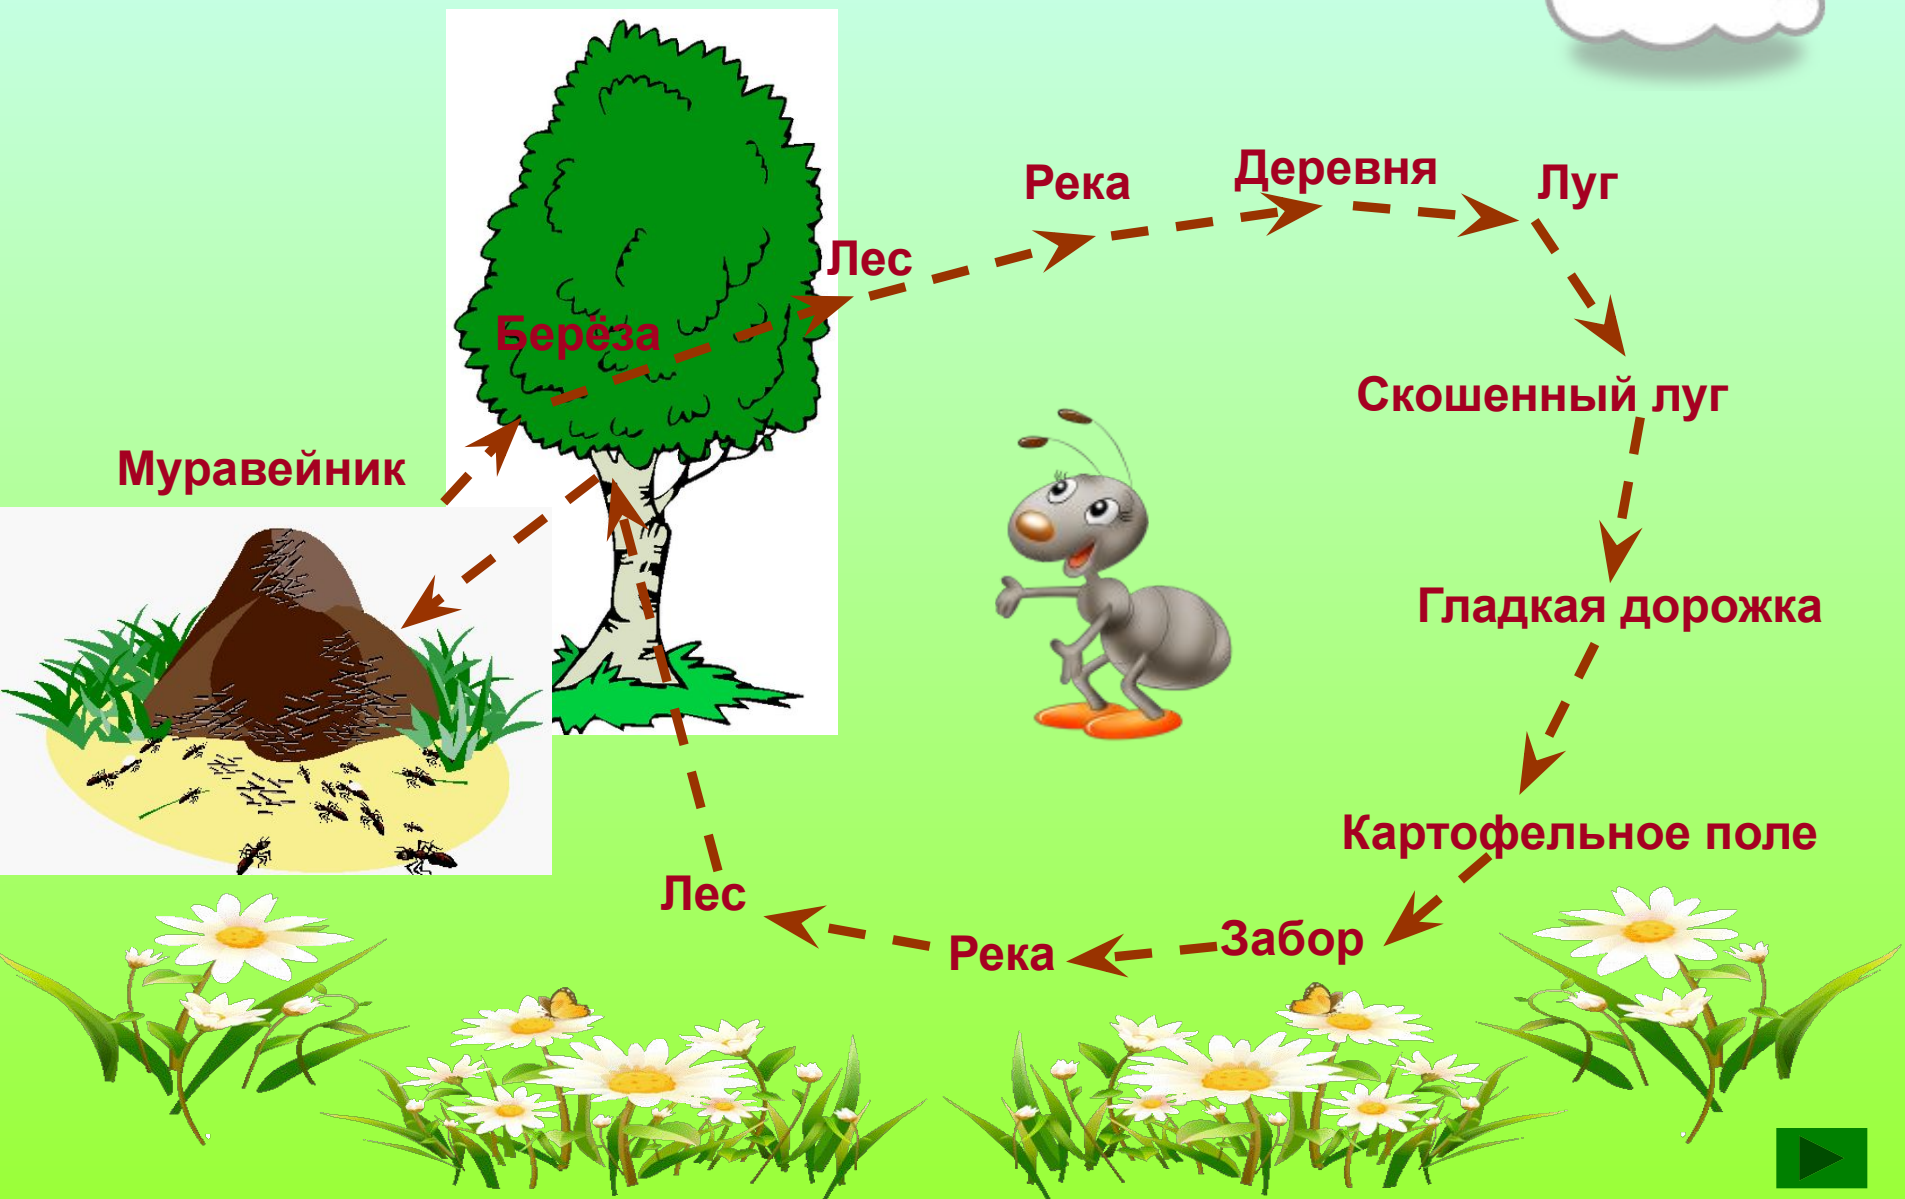 Муравейник
Берёза
Лес
Река
Деревня
Луг
Скошенный луг
Гладкая дорожка
Картофельное поле
Забор
Река
Лес